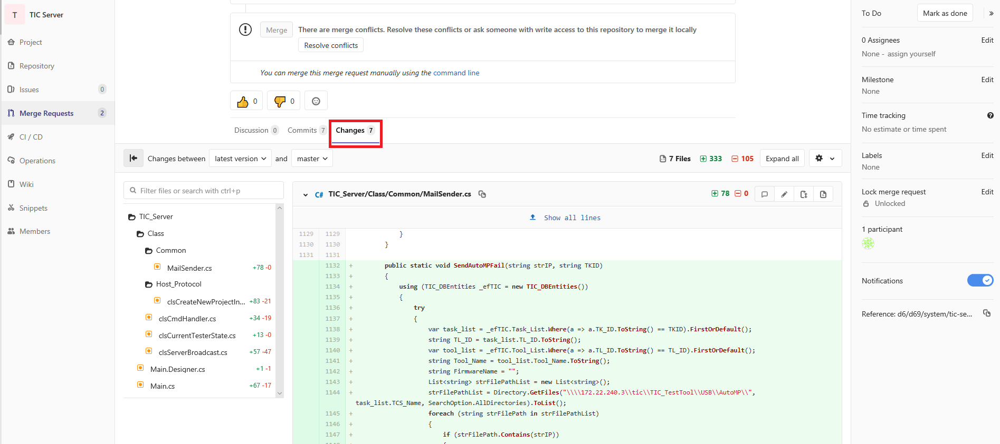 T TIC Server
Project
Repository
Issues 0
Merge Requests 2
CI / CD
Operations
Wiki
Snippets
Members
Merge There are merge conflicts. Resolve these conflicts or ask someone with write access to this repository to merge it locally
Resolve conflicts
You can merge this merge request manually using the command line
0 0
Discussion 0 Commits 7 Changes 7
Changes between latest version and master 7 Files 333 105 Expand all
Filter files or search with ctrl+p
TIC_Server
Class
Common
MailSender.cs +78 -0
Host_Protocol
clsCreateNewProjectIn... +83 -21
clsCmdHandler.cs +34 -19
clsCurrentTesterState.cs +13 -0
clsServerBroadcast.cs +57 -47
Main.Designer.cs +1 -1
Main.cs +67 -17
C# TIC_Server/Class/Common/MailSender.cs 78 0
Show all lines
1129 1129 }
1130 1130 }
1131 1131
1132 + public static void SendAutoMPFail(string strIP, string TKID)
1133 + {
1134 + using (TIC_DBEntities _efTIC = new TIC_DBEntities())
1135 + {
1136 + try
1137 + {
1138 + var task_list = _efTIC.Task_List.Where(a => a.TK_ID.ToString() == TKID).FirstOrDefault();
1139 + string TL_ID = task_list.TL_ID.ToString();
1140 + var tool_list = _efTIC.Tool_List.Where(a => a.TL_ID.ToString() == TL_ID).FirstOrDefault();
1141 + string Tool_Name = tool_list.Tool_Name.ToString();
1142 + string FirmwareName = "";
1143 + List<string> strFilePathList = new List<string>();
1144 + strFilePathList = Directory.GetFiles("\\\\172.22.240.3\\tic\\TIC_TestTool\\USB\\AutoMP\\",
task_list.TCS_Name, SearchOption.AllDirectories).ToList();
1145 + foreach (string strFilePath in strFilePathList)
1146 + {
1147 + if (strFilePath.Contains(strIP))
To Do Mark as done »
0 Assignees Edit
None - assign yourself
Milestone Edit
None
Time tracking
No estimate or time spent
Labels Edit
None
Lock merge request Edit
Unlocked
1 participant
Notifications
Reference: d6/d69/system/tic-se...